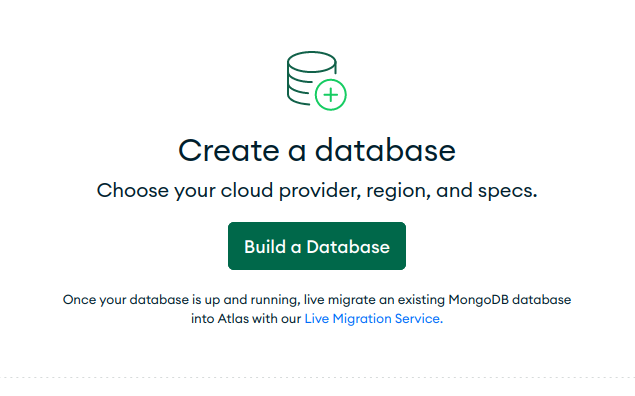 Create a database
Choose your cloud provider, region, and specs.
Build a Database
Once your database is up and running, live migrate an existing MongoDB database
into Atlas with our Live Migration Service.